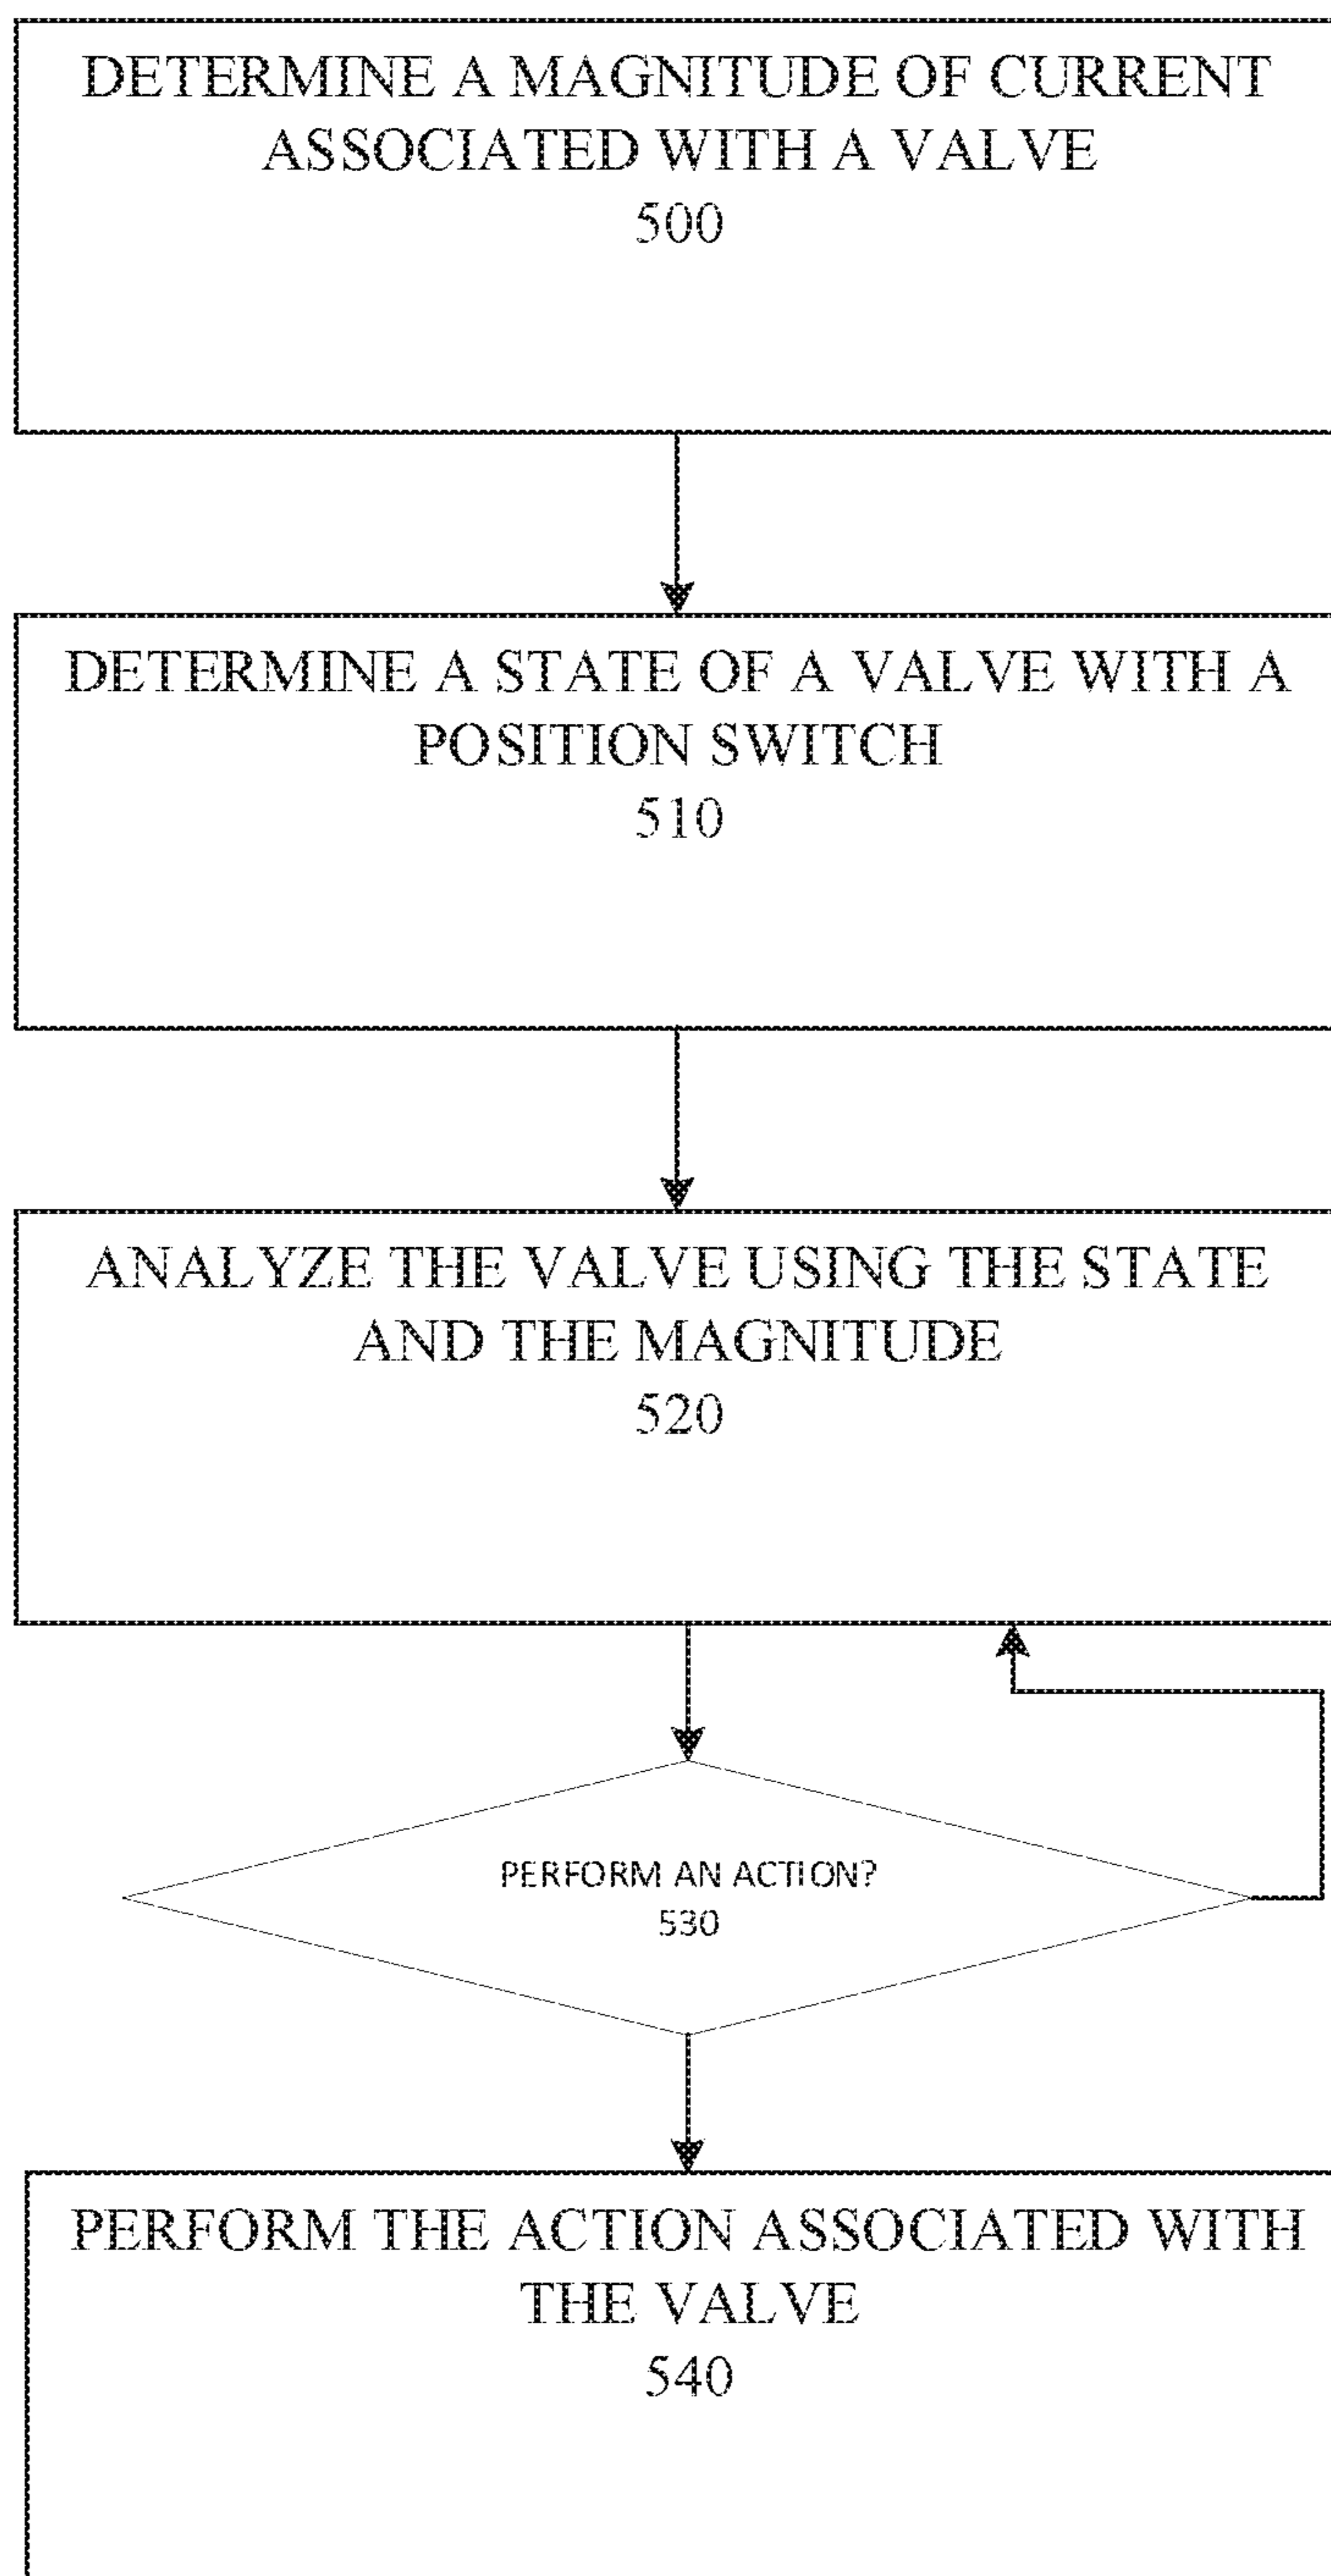 DETERMINE A MAGNITUDE OF CURRENT
ASSOCIATED WITH A VALVE
500
DETERMINE A STATE OF A VALVE WITH A
POSITION SWITCH
510
ANALYZE THE VALVE USING THE STATE
AND THE MAGNITUDE
520
PERFORM AN ACTION?
530
PERFORM THE ACTION ASSOCIATED WITH
THE VALVE
540